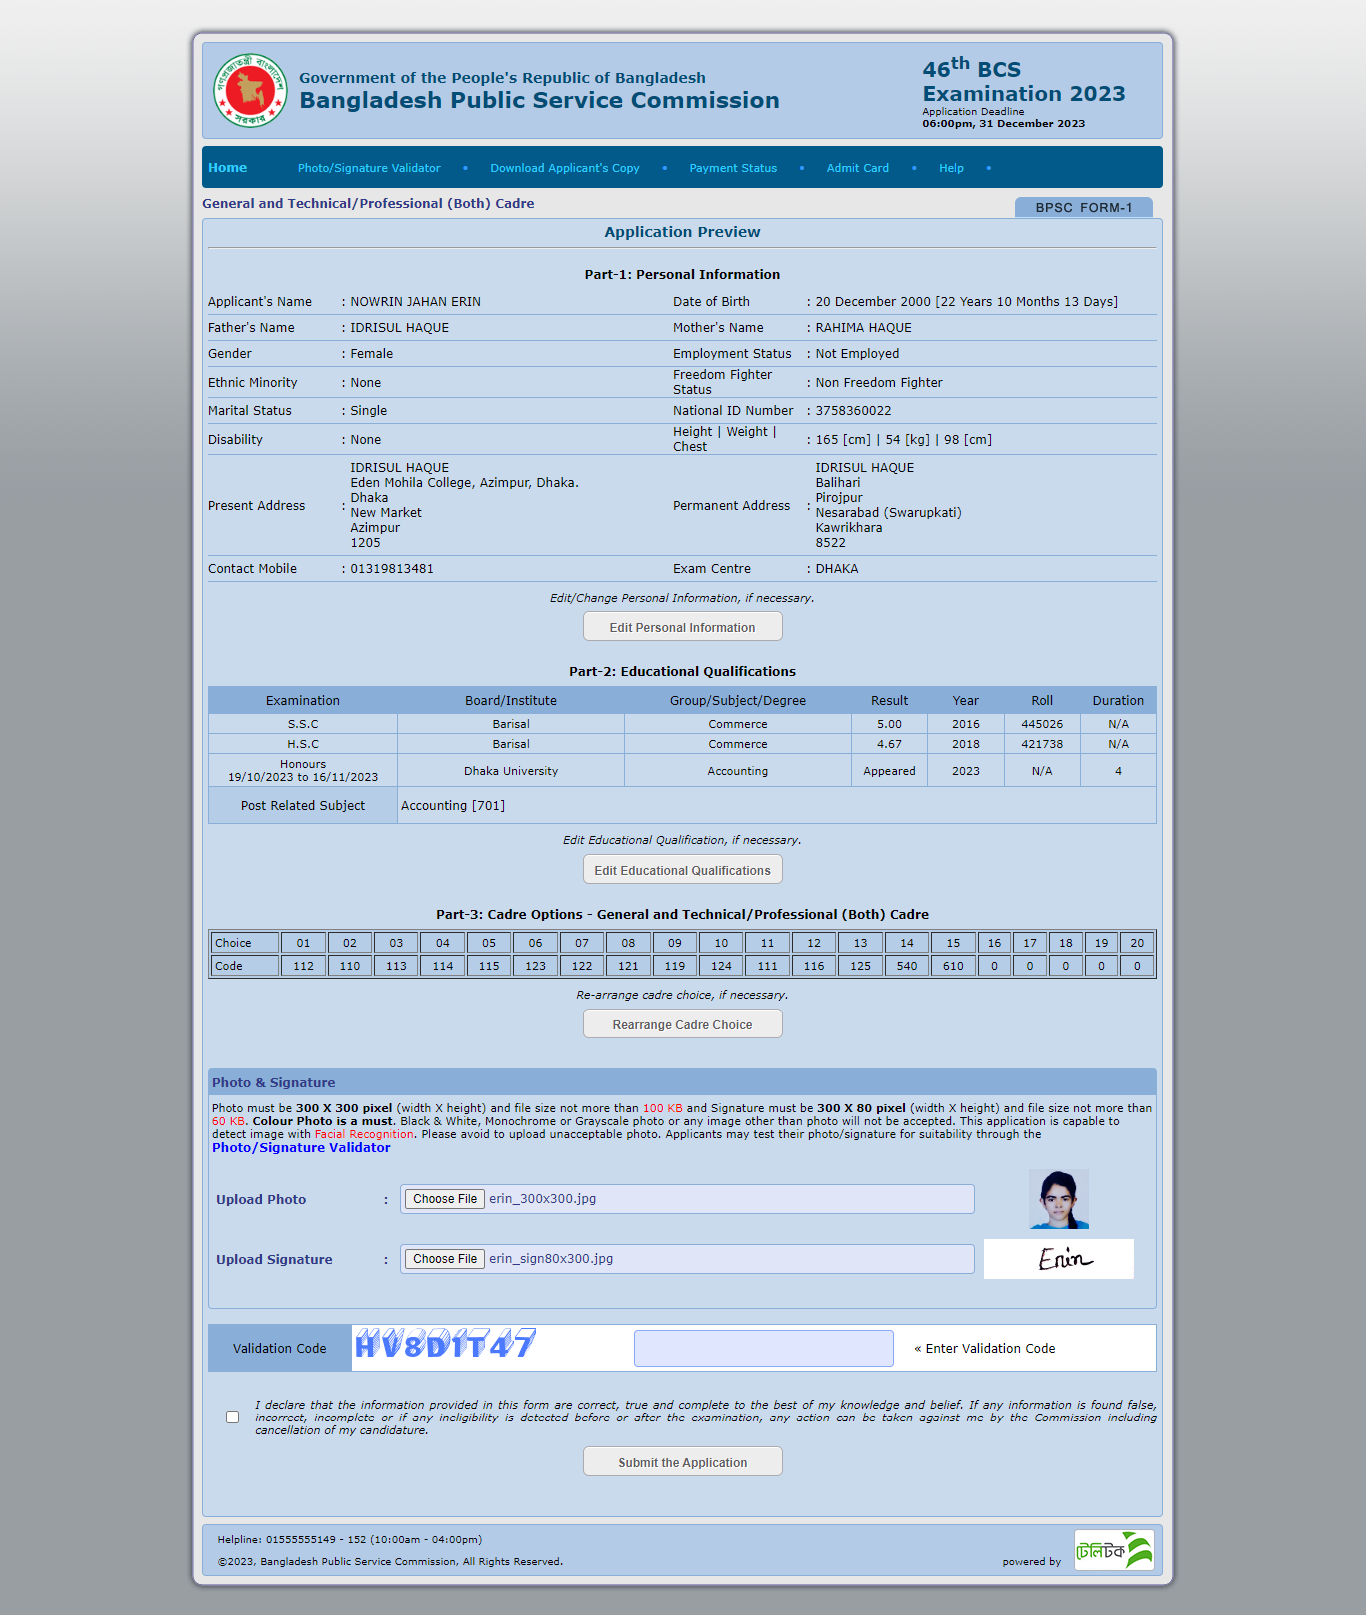 গণপ্রজাতন্ত্রী বাংলাদেশ
সরকার
Government of the People's Republic of Bangladesh
Bangladesh Public Service Commission
46th BCS
Examination 2023
Application Deadline
06:00pm, 31 December 2023
Home Photo/Signature Validator • Download Applicant's Copy • Payment Status • Admit Card • Help •
General and Technical/Professional (Both) Cadre
BPSC FORM-1
Application Preview
Part-1: Personal Information
Applicant's Name : NOWRIN JAHAN ERIN Date of Birth : 20 December 2000 [22 Years 10 Months 13 Days]
Father's Name : IDRISUL HAQUE Mother's Name : RAHIMA HAQUE
Gender : Female Employment Status : Not Employed
Ethnic Minority : None Freedom Fighter Status : Non Freedom Fighter
Marital Status : Single National ID Number : 3758360022
Disability : None Height | Weight | Chest : 165 [cm] | 54 [kg] | 98 [cm]
Present Address :
IDRISUL HAQUE
Eden Mohila College, Azimpur, Dhaka.
Dhaka
New Market
Azimpur
1205
Permanent Address :
IDRISUL HAQUE
Balihari
Pirojpur
Nesarabad (Swarupkati)
Kawrikhara
8522
Contact Mobile : 01319813481 Exam Centre : DHAKA
Edit/Change Personal Information, if necessary.
Edit Personal Information
Part-2: Educational Qualifications
Examination Board/Institute Group/Subject/Degree Result Year Roll Duration
S.S.C Barisal Commerce 5.00 2016 445026 N/A
H.S.C Barisal Commerce 4.67 2018 421738 N/A
Honours
19/10/2023 to 16/11/2023 Dhaka University Accounting Appeared 2023 N/A 4
Post Related Subject Accounting [701]
Edit Educational Qualification, if necessary.
Edit Educational Qualifications
Part-3: Cadre Options - General and Technical/Professional (Both) Cadre
Choice 01 02 03 04 05 06 07 08 09 10 11 12 13 14 15 16 17 18 19 20
Code 112 110 113 114 115 123 122 121 119 124 111 116 125 540 610 0 0 0 0 0
Re-arrange cadre choice, if necessary.
Rearrange Cadre Choice
Photo & Signature
Photo must be 300 X 300 pixel (width X height) and file size not more than 100 KB and Signature must be 300 X 80 pixel (width X height) and file size not more than
60 KB. Colour Photo is a must. Black & White, Monochrome or Grayscale photo or any image other than photo will not be accepted. This application is capable to
detect image with Facial Recognition. Please avoid to upload unacceptable photo. Applicants may test their photo/signature for suitability through the
Photo/Signature Validator
Upload Photo : Choose File erin_300x300.jpg
Upload Signature : Choose File erin_sign80x300.jpg
Erin
Validation Code HV8D1T47 « Enter Validation Code
I declare that the information provided in this form are correct, true and complete to the best of my knowledge and belief. If any information is found false,
incorrect, incomplete or if any ineligibility is detected before or after the examination, any action can be taken against me by the Commission including
cancellation of my candidature.
Submit the Application
Helpline: 01555555149 - 152 (10:00am - 04:00pm)
©2023, Bangladesh Public Service Commission, All Rights Reserved.
powered by
টেলিটক